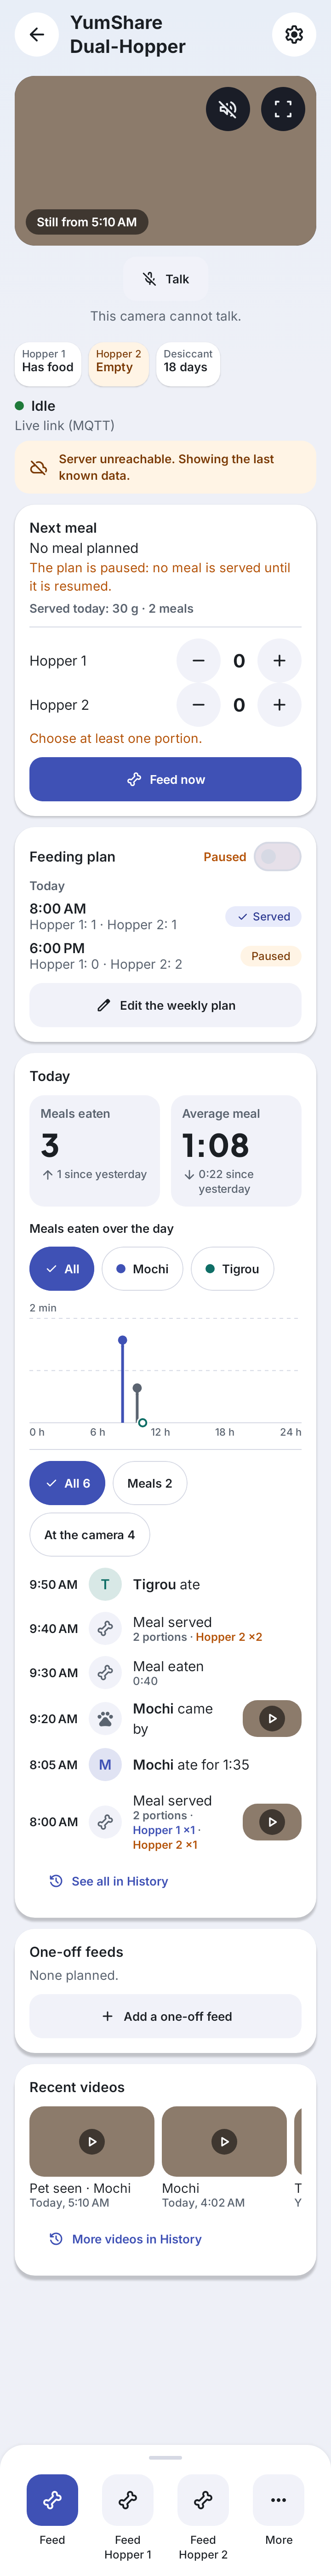 YumShare
Dual-Hopper
Still from 5:10 AM
Talk
This camera cannot talk.
Hopper 1
Has food
Hopper 2
Empty
Desiccant
18 days
Idle
Live link (MQTT)
Server unreachable. Showing the last
known data.
Next meal
No meal planned
The plan is paused: no meal is served until
it is resumed.
Served today: 30 g · 2 meals
Hopper 1
0
Hopper 2
0
Choose at least one portion.
Feed now
Feeding plan
Paused
Today
8:00 AM
Hopper 1: 1 · Hopper 2: 1
Served
6:00 PM
Hopper 1: 0 · Hopper 2: 2
Paused
Edit the weekly plan
Today
Meals eaten
3
1 since yesterday
Average meal
1:08
0:22 since
yesterday
Meals eaten over the day
All
Mochi
Tigrou
2 min
0 h 6 h 12 h 18 h 24 h
All 6
Meals 2
At the camera 4
9:50 AM T Tigrou ate
9:40 AM Meal served
2 portions · Hopper 2 ×2
9:30 AM Meal eaten
0:40
9:20 AM Mochi came
by
8:05 AM M Mochi ate for 1:35
8:00 AM Meal served
2 portions ·
Hopper 1 ×1 ·
Hopper 2 ×1
See all in History
One-off feeds
None planned.
Add a one-off feed
Recent videos
Pet seen · Mochi
Today, 5:10 AM
Mochi
Today, 4:02 AM
T
Y
More videos in History
Feed
Feed
Hopper 1
Feed
Hopper 2
More